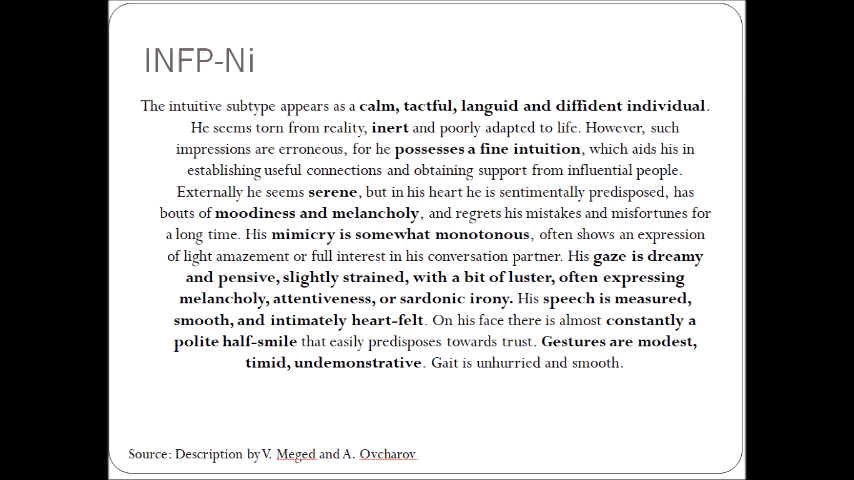 INFP-Ni
The intuitive subtype appears as a calm, tactful, languid and diffident individual.
He seems torn from reality, inert and poorly adapted to life. However, such
impressions are erroneous, for he possesses a fine intuition, which aids his in
establishing useful connections and obtaining support from influential people.
Externally he seems serene, but in his heart he is sentimentally predisposed, has
bouts of moodiness and melancholy, and regrets his mistakes and misfortunes for
a long time. His mimicry is somewhat monotonous, often shows an expression
of light amazement or full interest in his conversation partner. His gaze is dreamy
and pensive, slightly strained, with a bit of luster, often expressing
melancholy, attentiveness, or sardonic irony. His speech is measured,
smooth, and intimately heart-felt. On his face there is almost constantly a
polite half-smile that easily predisposes towards trust. Gestures are modest,
timid, undemonstrative. Gait is unhurried and smooth.
Source: Description by V. Meged and A. Ovcharov